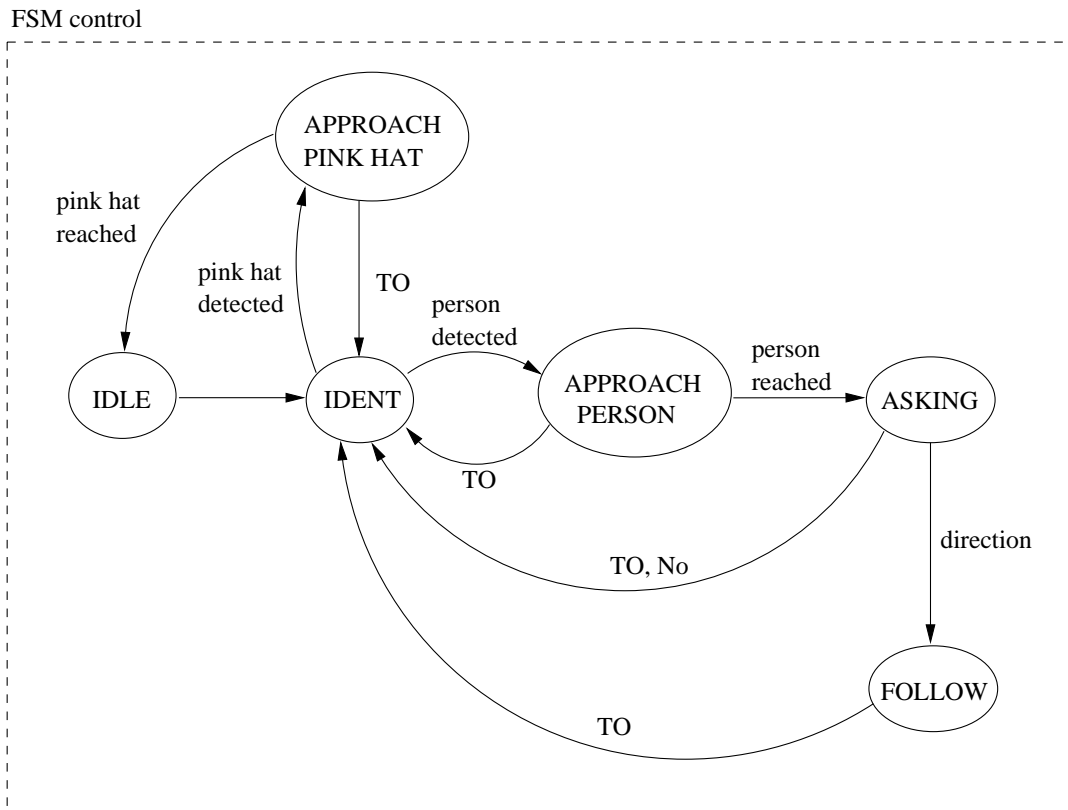 FSM control
APPROACH
PINK HAT
pink hat
reached
pink hat
detected
TO
person
detected
person
reached
IDLE
IDENT
APPROACH
PERSON
ASKING
TO
direction
TO, No
FOLLOW
TO